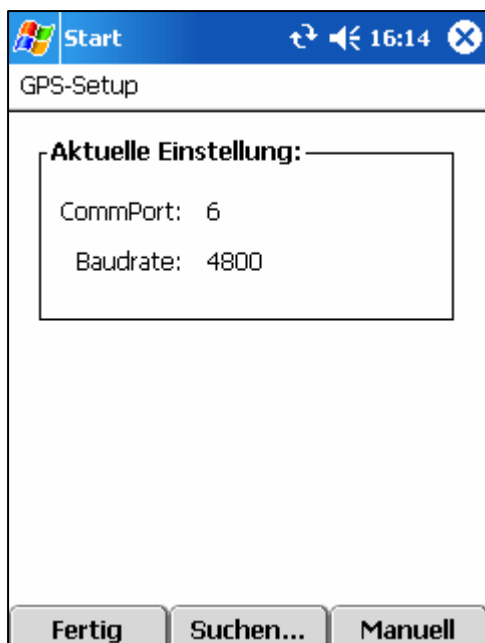 Start 16:14
GPS-Setup
Aktuelle Einstellung:
CommPort: 6
Baudrate: 4800
Fertig Suchen... Manuell